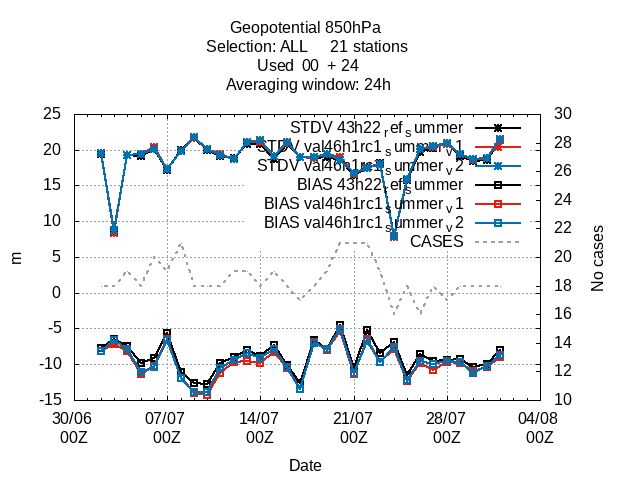 Geopotential 850hPa
Selection: ALL 21 stations
Used 00 + 24
Averaging window: 24h
STDV 43h22_ref_summer
STDV val46h1rc1_summer_v1
STDV val46h1rc1_summer_v2
BIAS 43h22_ref_summer
BIAS val46h1rc1_summer_v1
BIAS val46h1rc1_summer_v2
CASES
25
20
15
10
5
0
-5
-10
-15
m
30
28
26
24
22
20
18
16
14
12
10
No cases
30/06 07/07 14/07 21/07 28/07 04/08
00Z 00Z 00Z 00Z 00Z 00Z
Date